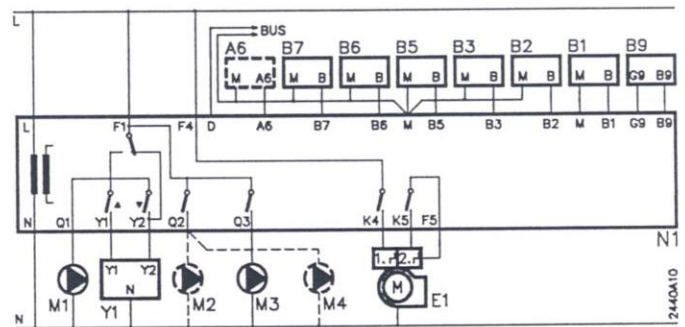 L
BUS
A6 B7 B6 B5 B3 B2 B1 B9
M A6 M B M B M B M B M B M B G9 B9
L F1 F4 D A6 B7 B6 M B5 B3 B2 M B1 G9 B9
N Q1 Y1 Y2 Q2 Q3 K4 K5 F5
N1
Y1 Y2 1. 2.
N M
M1 Y1 M2 M3 M4 E1
N
2440A10